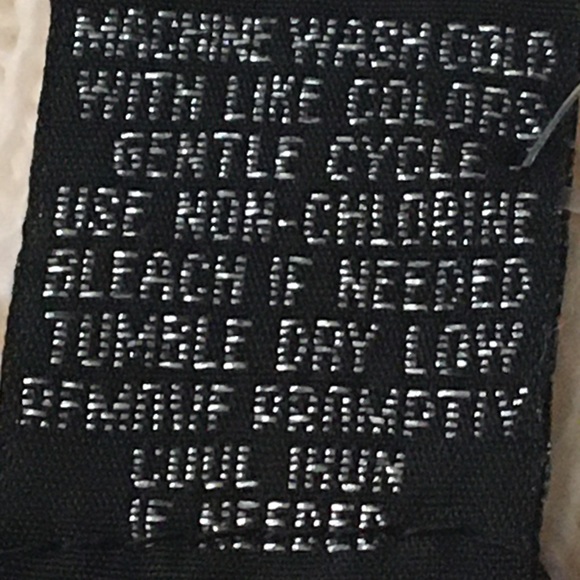 MACHINE WASH COLD
WITH LIKE COLORS
GENTLE CYCLE
USE NON-CHLORINE
BLEACH IF NEEDED
TUMBLE DRY LOW
REMOVE PROMPTLY
COOL IRON
IF NEEDED